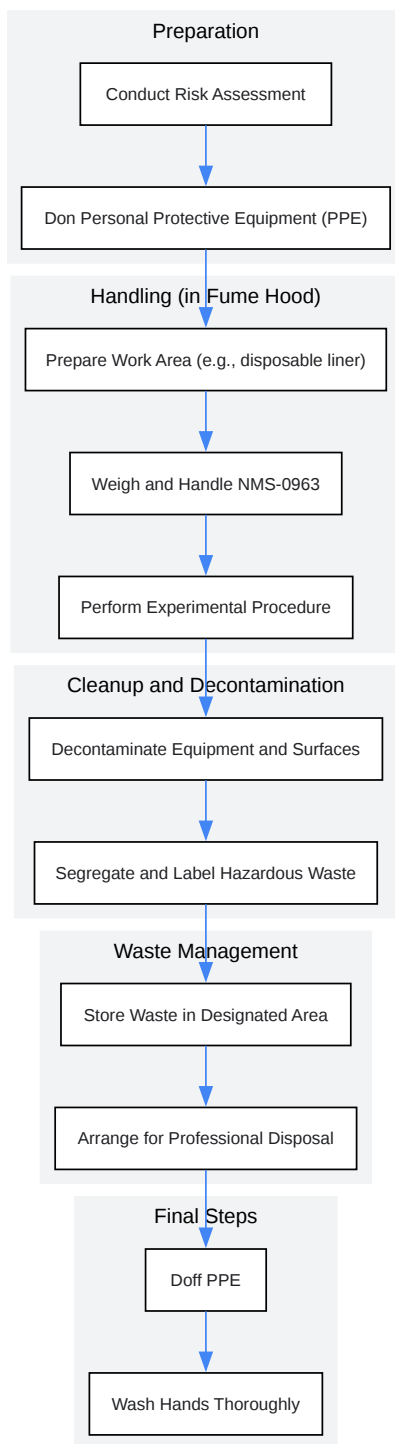 Preparation
Conduct Risk Assessment
Don Personal Protective Equipment (PPE)
Handling (in Fume Hood)
Prepare Work Area (e.g., disposable liner)
Weigh and Handle NMS-0963
Perform Experimental Procedure
Cleanup and Decontamination
Decontaminate Equipment and Surfaces
Segregate and Label Hazardous Waste
Waste Management
Store Waste in Designated Area
Arrange for Professional Disposal
Final Steps
Doff PPE
Wash Hands Thoroughly